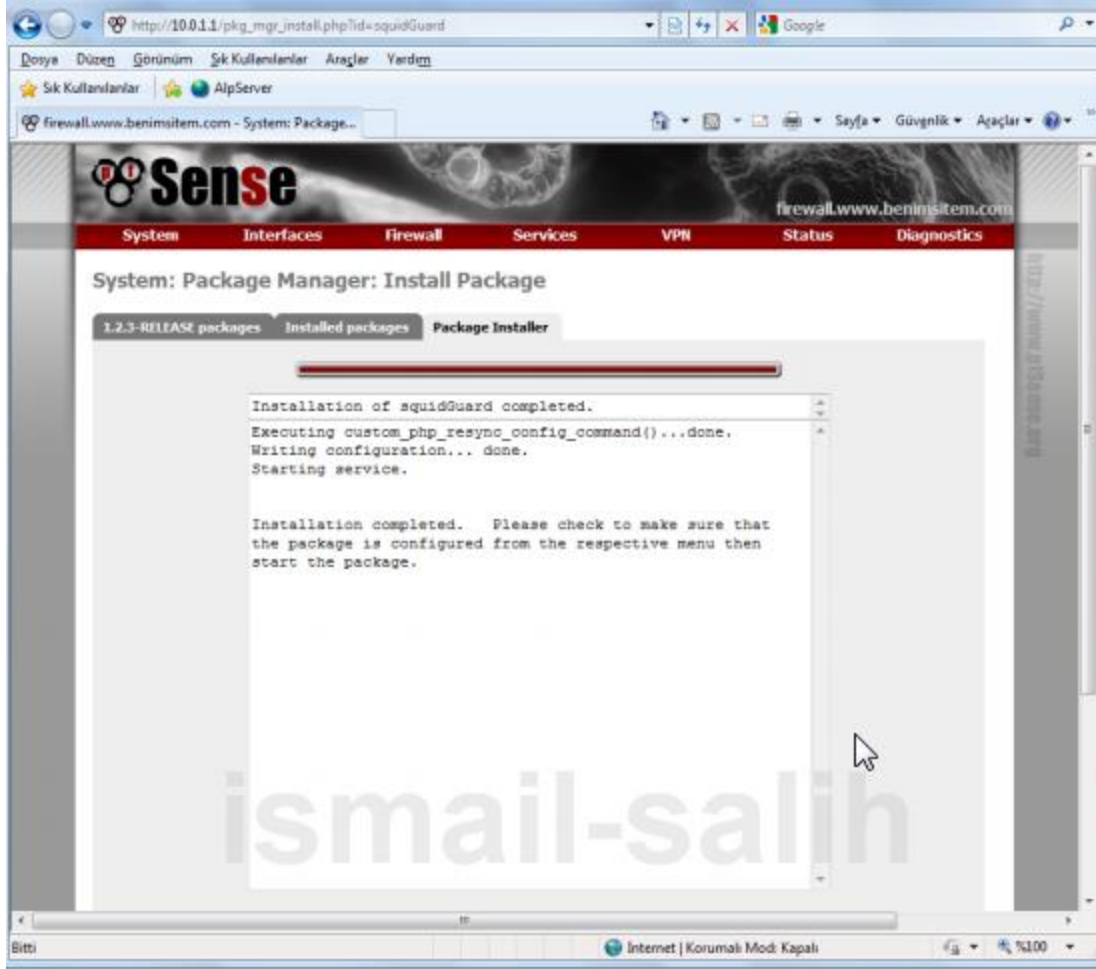 http://10.0.1.1/pkg_mgr_install.php?id=squidGuard
Google
Dosya Düzen Görünüm Sık Kullanılanlar Araçlar Yardım
Sık Kullanılanlar AlpServer
firewall.www.benimsitem.com - System: Package...
Sayfa Güvenlik Araçlar
Sense
firewall.www.benimsitem.com
System Interfaces Firewall Services VPN Status Diagnostics
System: Package Manager: Install Package
1.2.3-RELEASE packages Installed packages Package Installer
Installation of squidGuard completed.
Executing custom_php_resync_config_command()...done.
Writing configuration... done.
Starting service.
Installation completed. Please check to make sure that
the package is configured from the respective menu then
start the package.
ismail-salih
Bitti
Internet | Korumalı Mod: Kapalı
%100